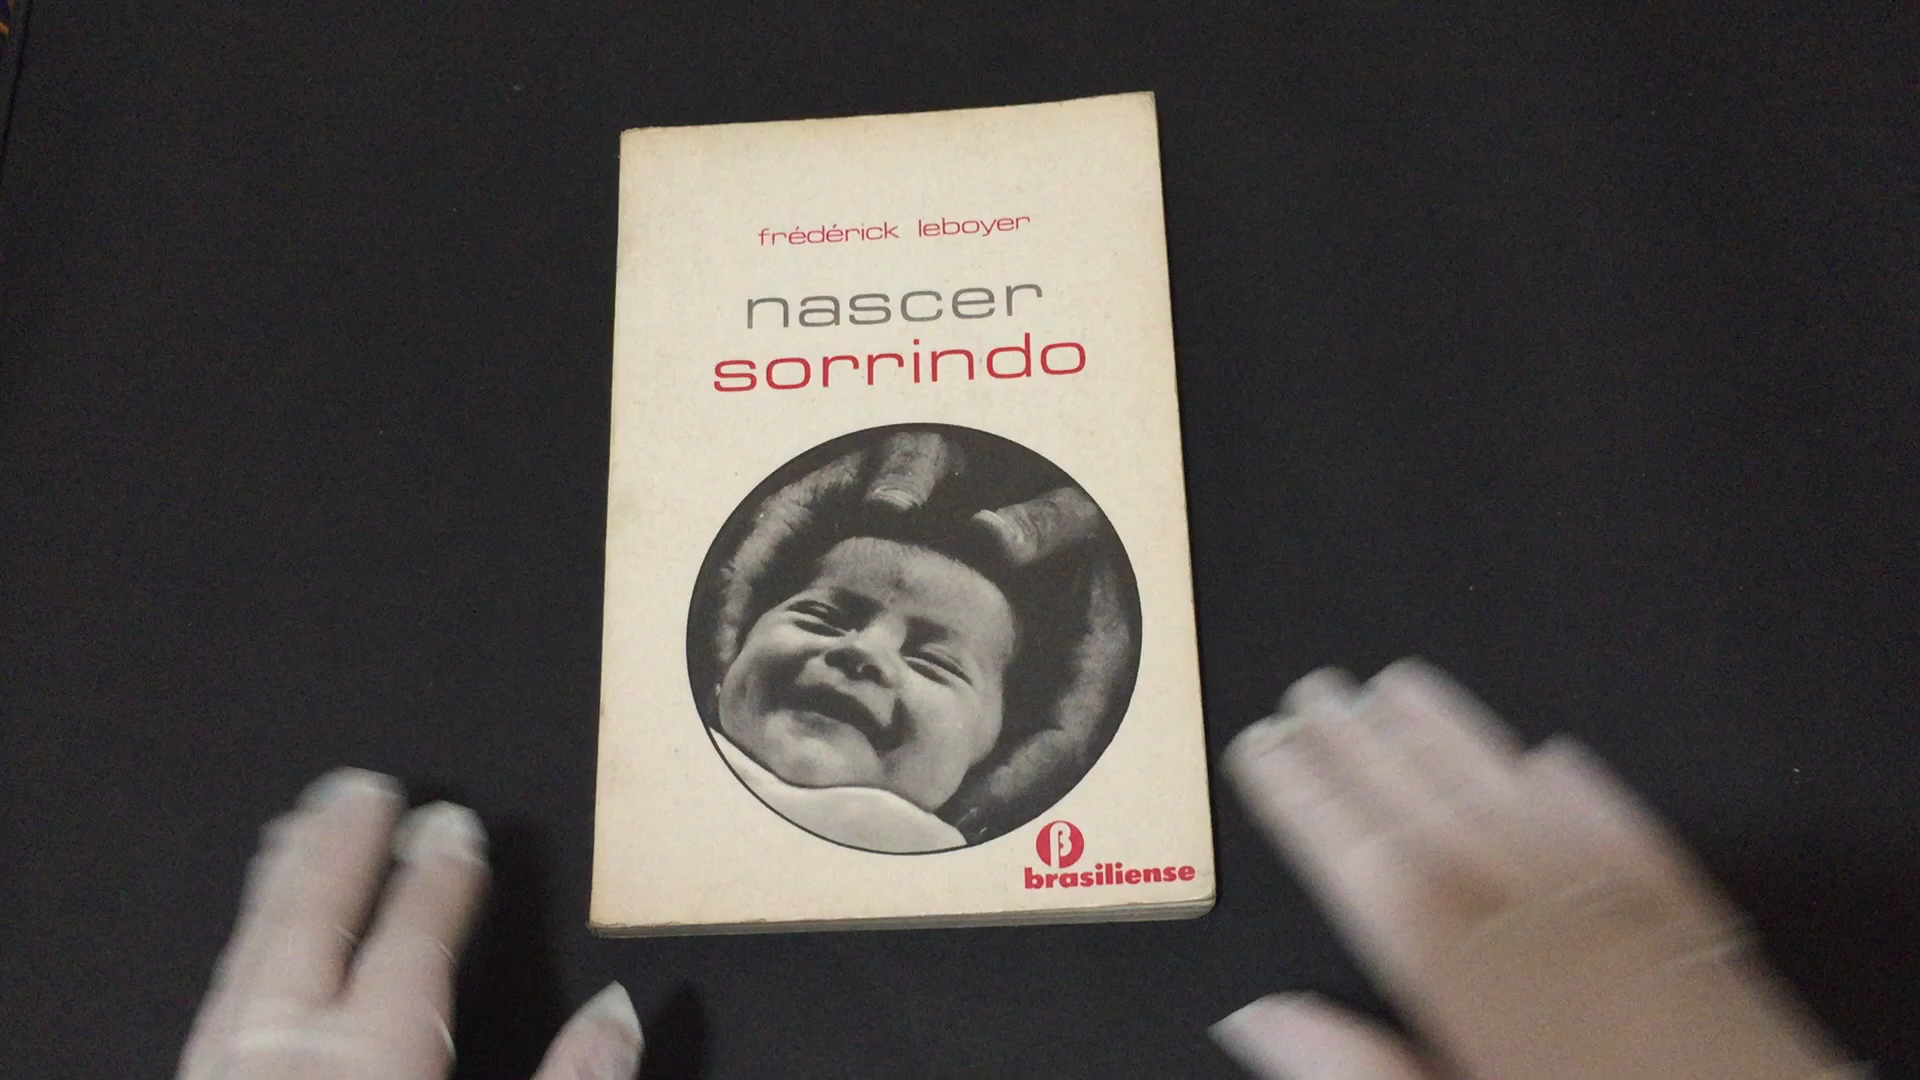 frédérick leboyer
nascer
sorrindo
β
brasiliense